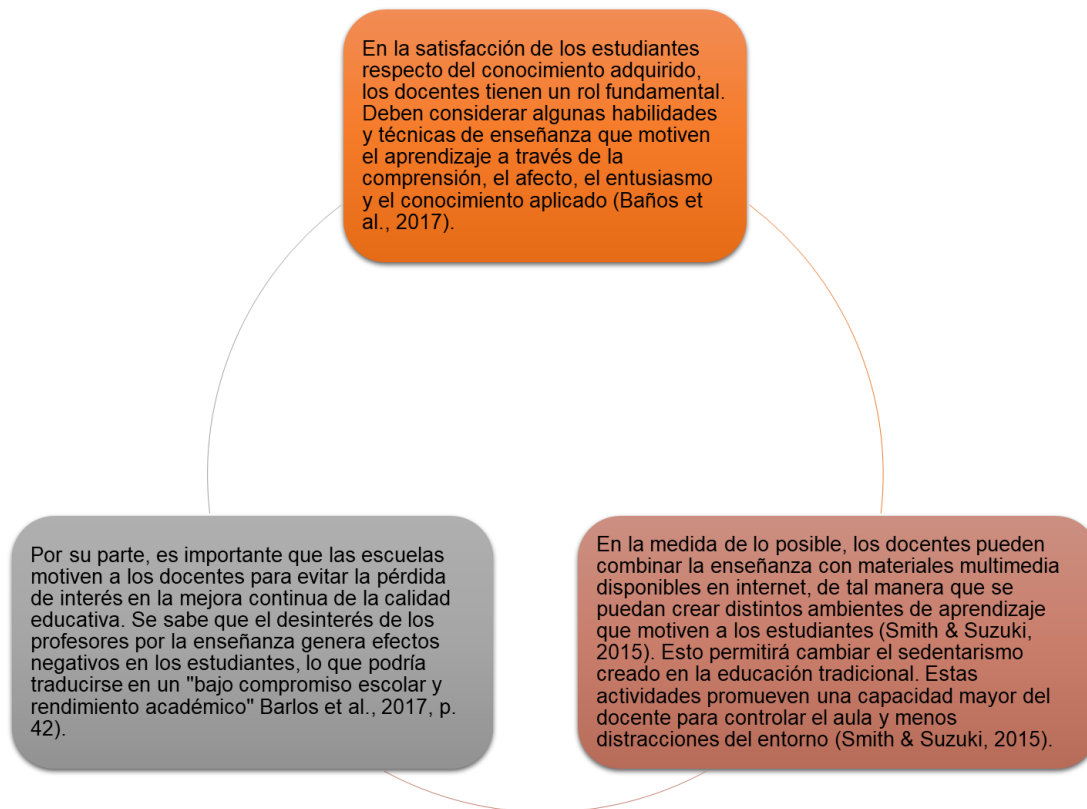 En la satisfacción de los estudiantes
respecto del conocimiento adquirido,
los docentes tienen un rol fundamental.
Deben considerar algunas habilidades
y técnicas de enseñanza que motiven
el aprendizaje a través de la
comprensión, el afecto, el entusiasmo
y el conocimiento aplicado (Baños et
al., 2017).
En la medida de lo posible, los docentes pueden
combinar la enseñanza con materiales multimedia
disponibles en internet, de tal manera que se
puedan crear distintos ambientes de aprendizaje
que motiven a los estudiantes (Smith & Suzuki,
2015). Esto permitirá cambiar el sedentarismo
creado en la educación tradicional. Estas
actividades promueven una capacidad mayor del
docente para controlar el aula y menos
distracciones del entorno (Smith & Suzuki, 2015).
Por su parte, es importante que las escuelas
motiven a los docentes para evitar la pérdida
de interés en la mejora continua de la calidad
educativa. Se sabe que el desinterés de los
profesores por la enseñanza genera efectos
negativos en los estudiantes, lo que podría
traducirse en un "bajo compromiso escolar y
rendimiento académico" Barlos et al., 2017, p.
42).